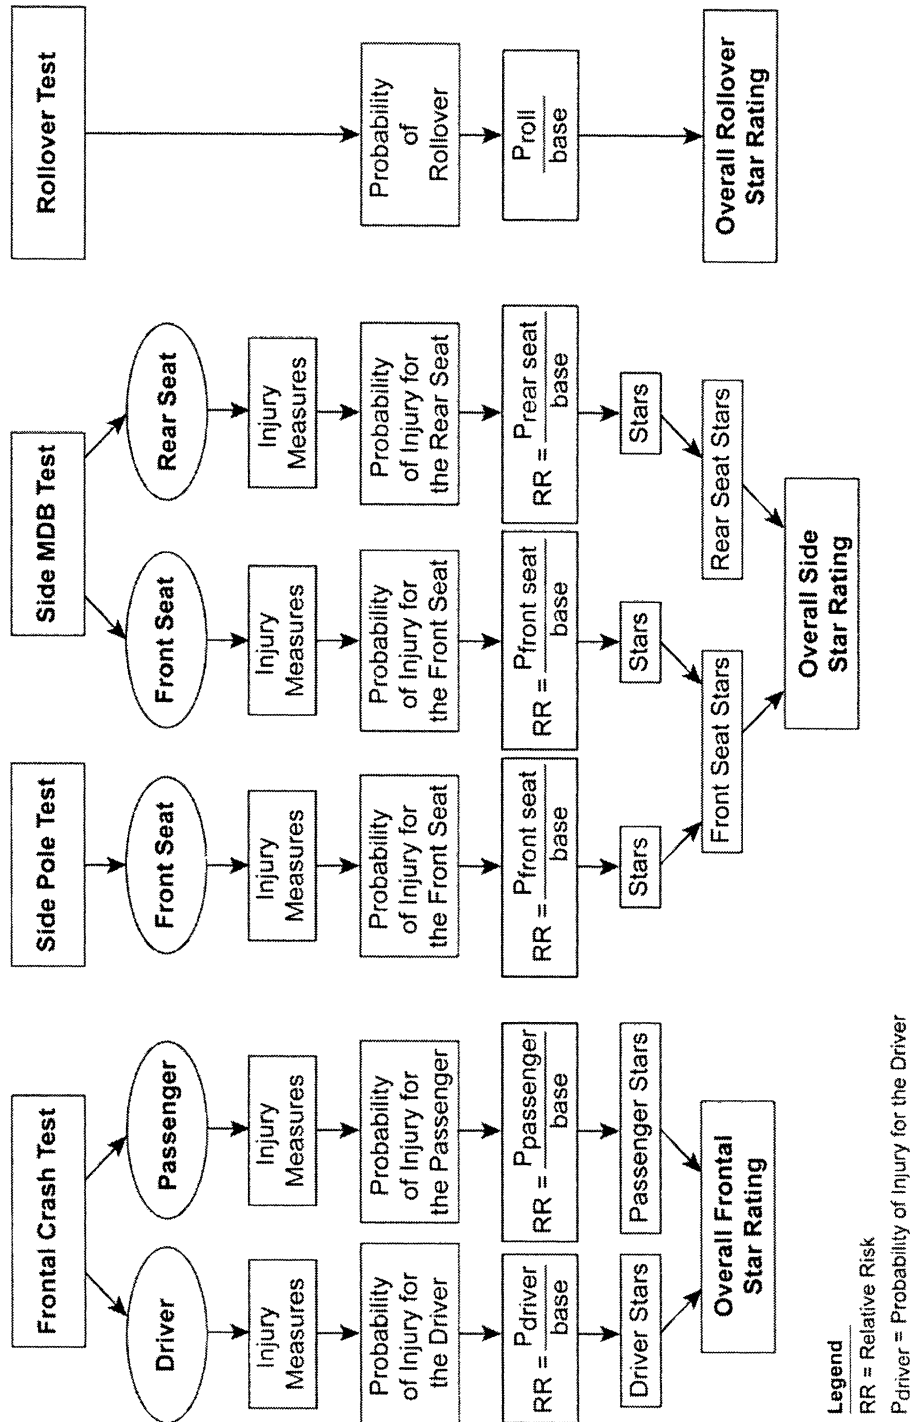 Frontal Crash Test
Driver
Injury
Measures
Probability
of Injury for
the Driver
RR = Pdriver
base
Driver Stars
Passenger
Injury
Measures
Probability
of Injury for
the Passenger
RR = Ppassenger
base
Passenger Stars
Overall Frontal
Star Rating
Side Pole Test
Front Seat
Injury
Measures
Probability
of Injury for
the Front Seat
RR = Pfront seat
base
Stars
Side MDB Test
Front Seat
Injury
Measures
Probability
of Injury for
the Front Seat
RR = Pfront seat
base
Stars
Front Seat Stars
Rear Seat
Injury
Measures
Probability
of Injury for
the Rear Seat
RR = Prear seat
base
Stars
Rear Seat Stars
Overall Side
Star Rating
Rollover Test
Probability
of
Rollover
Proll
base
Overall Rollover
Star Rating
Legend
RR = Relative Risk
Pdriver = Probability of Injury for the Driver